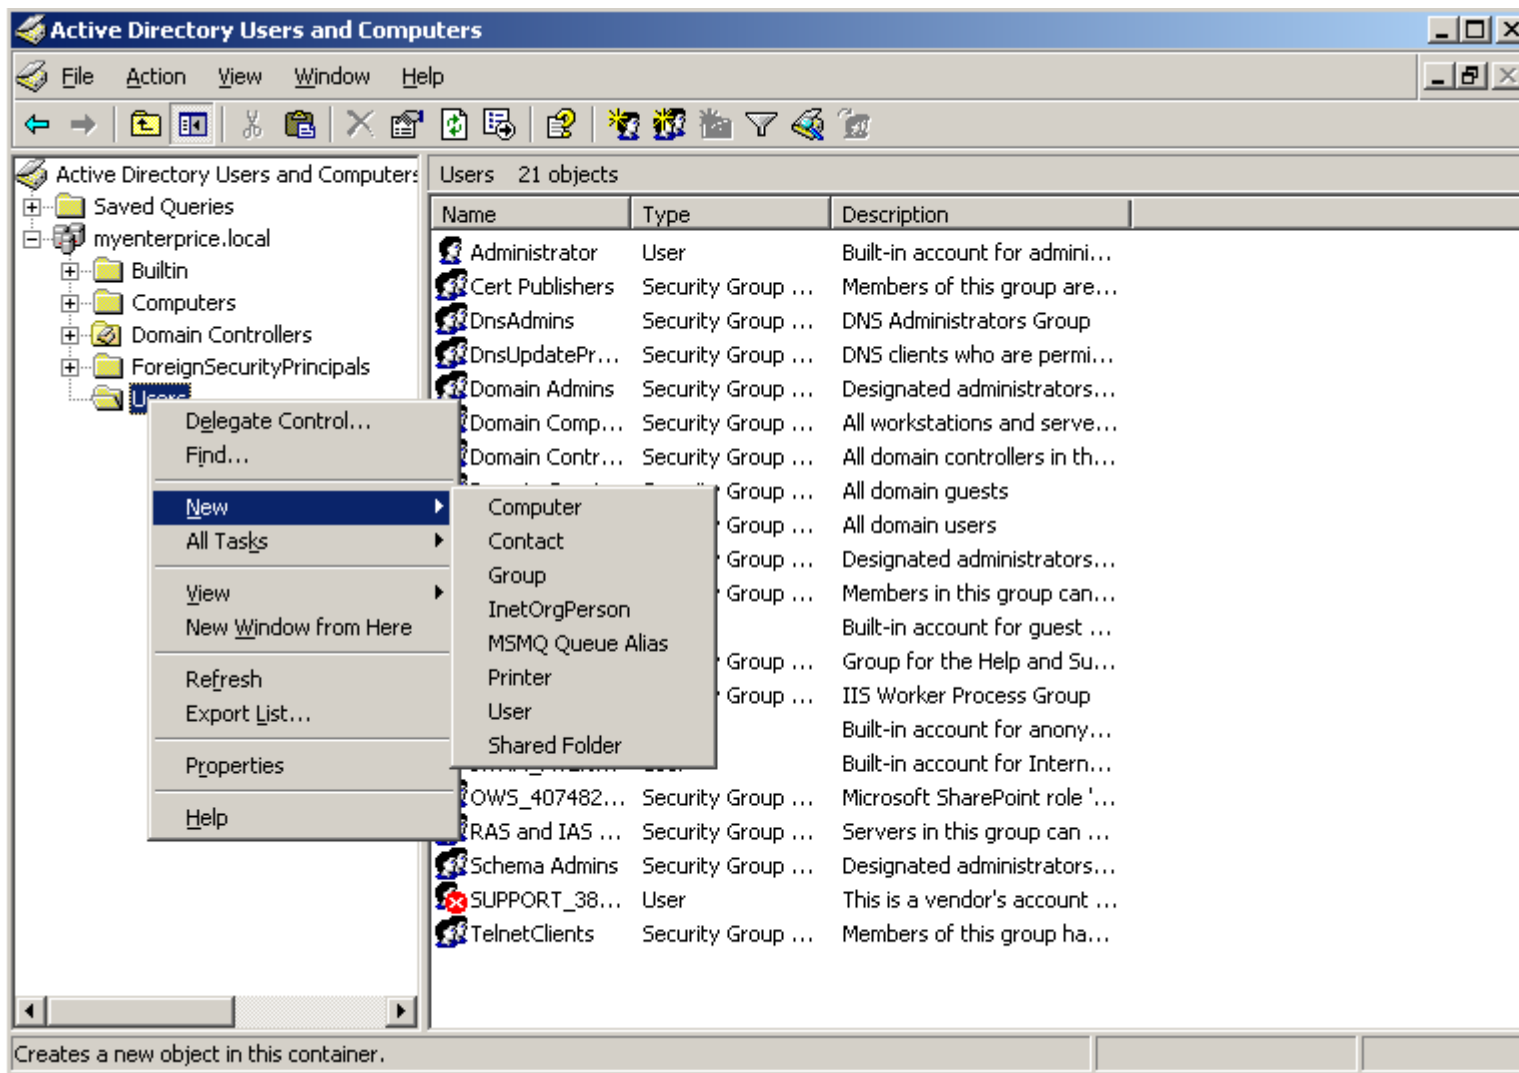 Active Directory Users and Computers
File Action View Window Help
Active Directory Users and Computers
Saved Queries
myenterprice.local
Builtin
Computers
Domain Controllers
ForeignSecurityPrincipals
Users
Delegate Control...
Find...
New
All Tasks
View
New Window from Here
Refresh
Export List...
Properties
Help
Computer
Contact
Group
InetOrgPerson
MSMQ Queue Alias
Printer
User
Shared Folder
Users 21 objects
Name Type Description
Administrator User Built-in account for admini...
Cert Publishers Security Group ... Members of this group are...
DnsAdmins Security Group ... DNS Administrators Group
DnsUpdatePr... Security Group ... DNS clients who are permi...
Domain Admins Security Group ... Designated administrators...
Domain Comp... Security Group ... All workstations and serve...
Domain Contr... Security Group ... All domain controllers in th...
Group ... All domain guests
Group ... All domain users
Group ... Designated administrators...
Group ... Members in this group can...
Built-in account for guest ...
Group ... Group for the Help and Su...
Group ... IIS Worker Process Group
Built-in account for anony...
Built-in account for Intern...
OWS_407482... Security Group ... Microsoft SharePoint role '...
RAS and IAS ... Security Group ... Servers in this group can ...
Schema Admins Security Group ... Designated administrators...
SUPPORT_38... User This is a vendor's account ...
TelnetClients Security Group ... Members of this group ha...
Creates a new object in this container.